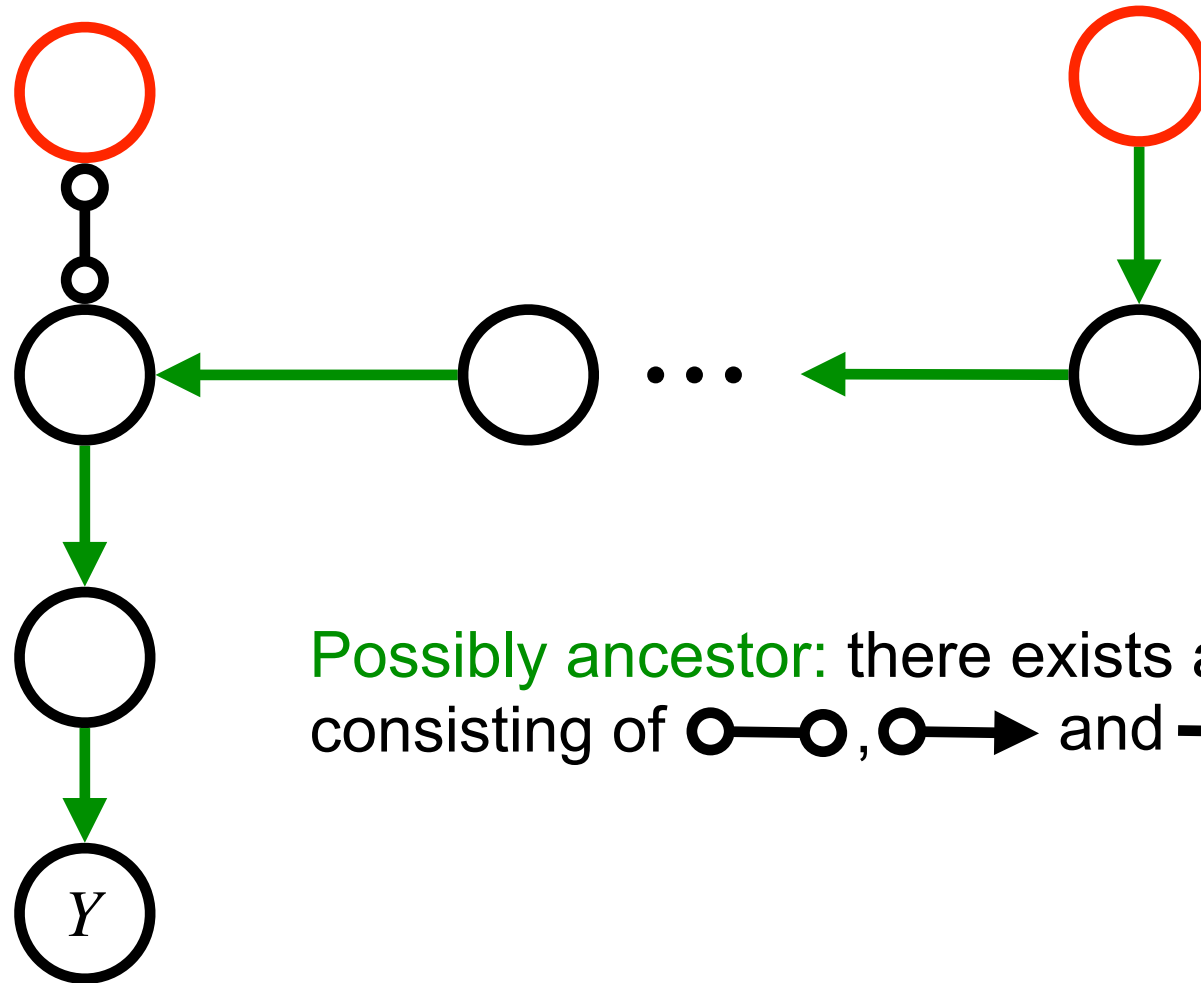 Possibly ancestor: there exists a
consisting of , and
Y